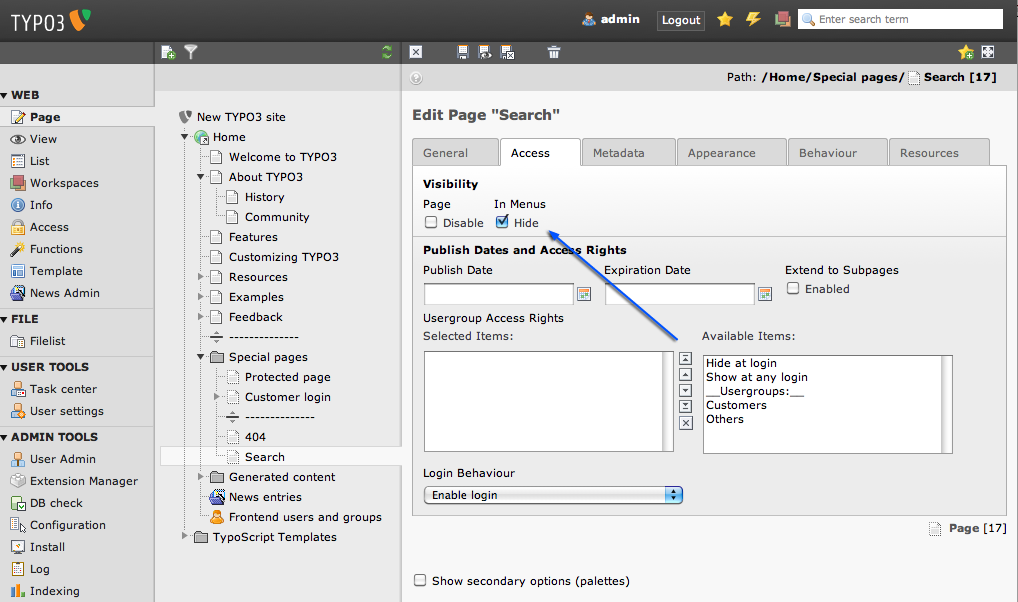 TYPO3
admin
Logout
Enter search term
Path: /Home/Special pages/ Search [17]
WEB
Page
View
List
Workspaces
Info
Access
Functions
Template
News Admin
FILE
Filelist
USER TOOLS
Task center
User settings
ADMIN TOOLS
User Admin
Extension Manager
DB check
Configuration
Install
Log
Indexing
New TYPO3 site
Home
Welcome to TYPO3
About TYPO3
History
Community
Features
Customizing TYPO3
Resources
Examples
Feedback
--------------
Special pages
Protected page
Customer login
--------------
404
Search
Generated content
News entries
Frontend users and groups
TypoScript Templates
Edit Page "Search"
General Access Metadata Appearance Behaviour Resources
Visibility
Page In Menus
Disable Hide
Publish Dates and Access Rights
Publish Date Expiration Date Extend to Subpages
Enabled
Usergroup Access Rights
Selected Items: Available Items:
Hide at login
Show at any login
__Usergroups:__
Customers
Others
Login Behaviour
Enable login
Page [17]
Show secondary options (palettes)